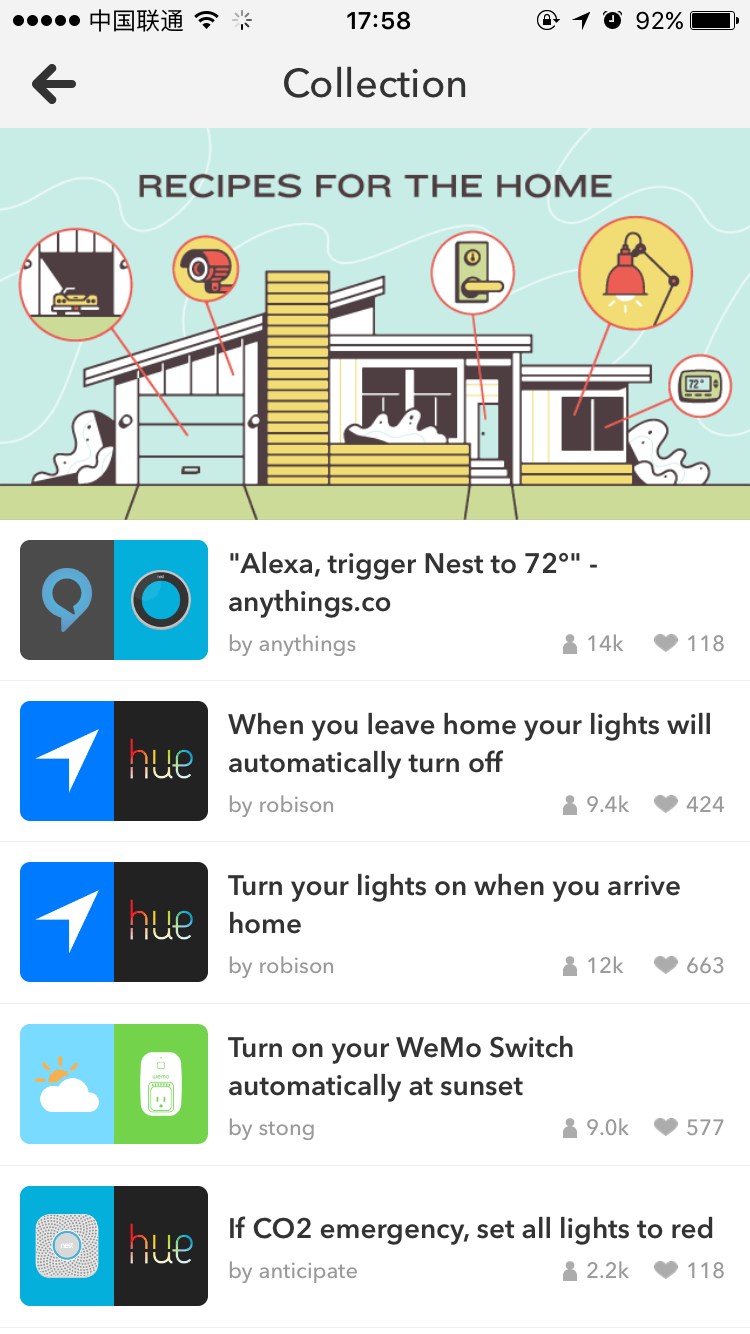 中国联通 17:58 92%
Collection
RECIPES FOR THE HOME
72°
"Alexa, trigger Nest to 72°" -
anythings.co
by anythings 14k 118
hue
When you leave home your lights will
automatically turn off
by robison 9.4k 424
hue
Turn your lights on when you arrive
home
by robison 12k 663
wemo
Turn on your WeMo Switch
automatically at sunset
by stong 9.0k 577
nest
hue
If CO2 emergency, set all lights to red
by anticipate 2.2k 118